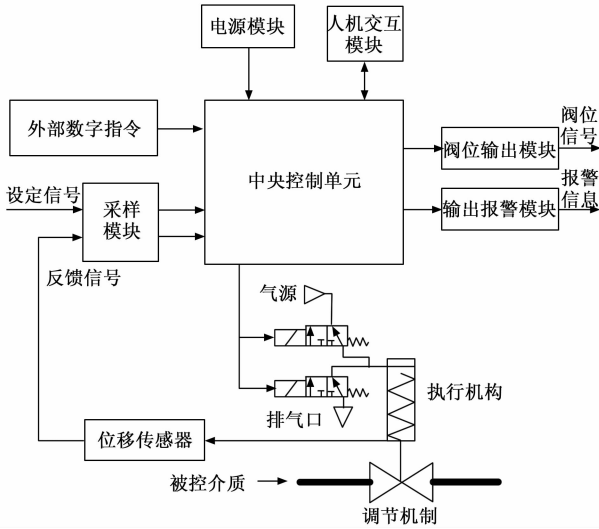 电源模块
人机交互
模块
外部数字指令
中央控制单元
阀位
信号
阀位输出模块
设定信号
采样
模块
报警
信息
输出报警模块
反馈信号
气源
执行机构
排气口
位移传感器
被控介质
调节机制